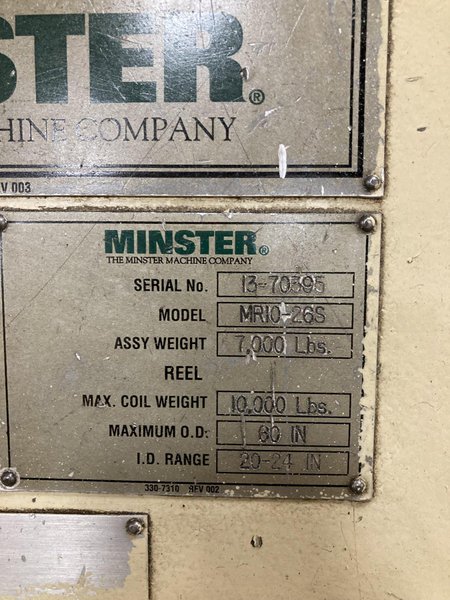 STER®
CHINE COMPANY
V 003
MINSTER®
THE MINSTER MACHINE COMPANY
SERIAL No. 13-70395
MODEL MR10-26S
ASSY WEIGHT 7,000 Lbs.
REEL
MAX. COIL WEIGHT 10,000 Lbs.
MAXIMUM O.D: 60 IN
I.D. RANGE 20-24 IN
330-7310 REV 002